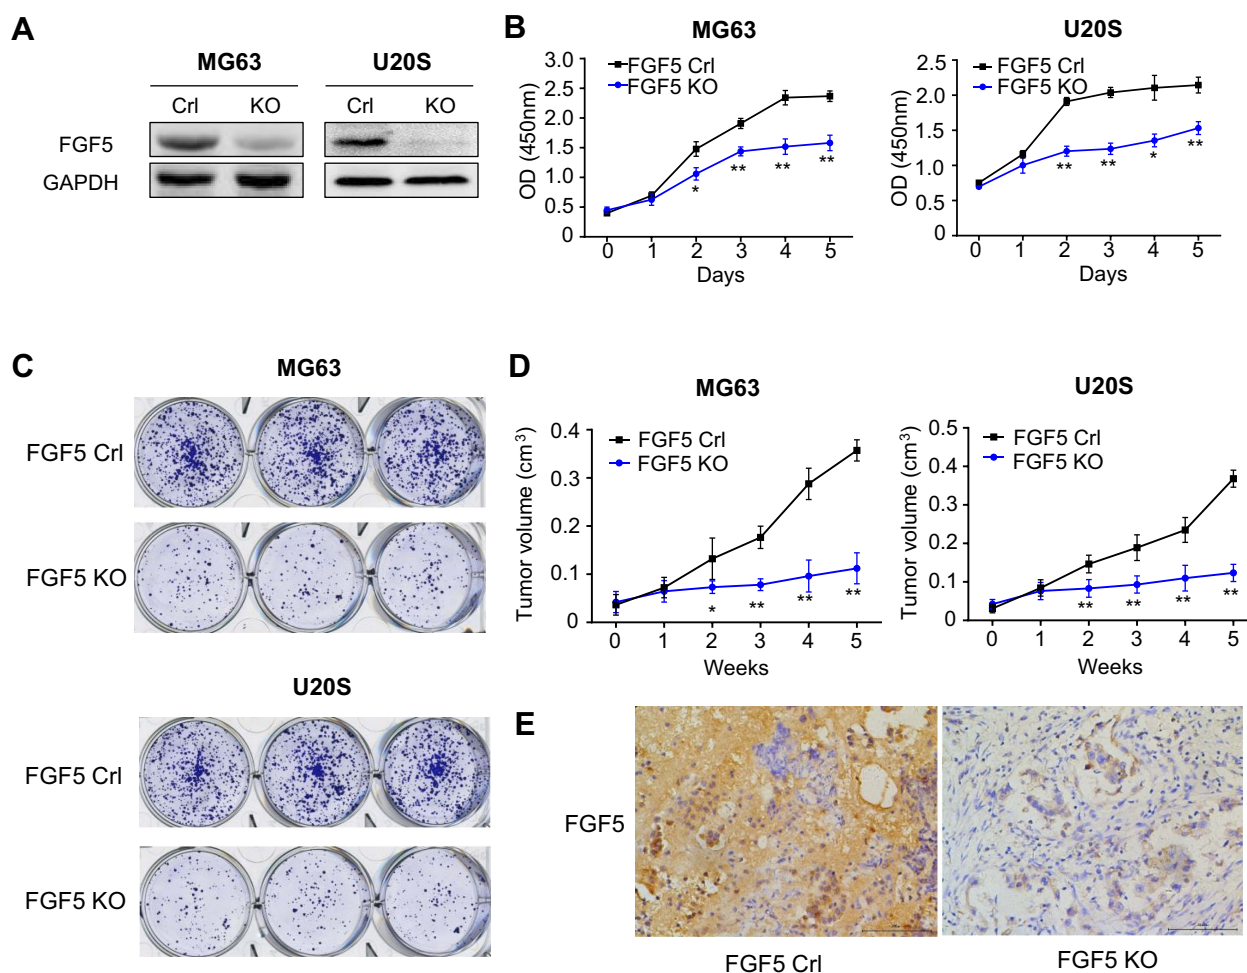 A
MG63
U20S
Crl
KO
Crl
KO
FGF5
GAPDH
B
MG63
FGF5 Crl
FGF5 KO
OD (450nm)
3.0
2.5
2.0
1.5
1.0
0.5
0
*
**
**
**
0
1
2
3
4
5
Days
U20S
FGF5 Crl
FGF5 KO
OD (450nm)
2.5
2.0
1.5
1.0
0
**
**
*
**
0
1
2
3
4
5
Days
C
MG63
FGF5 Crl
FGF5 KO
U20S
FGF5 Crl
FGF5 KO
D
MG63
FGF5 Crl
FGF5 KO
Tumor volume (cm³)
0.4
0.3
0.2
0.1
0
*
**
**
**
0
1
2
3
4
5
Weeks
U20S
FGF5 Crl
FGF5 KO
Tumor volume (cm³)
0.5
0.4
0.3
0.2
0.1
0
**
**
**
**
0
1
2
3
4
5
Weeks
E
FGF5
FGF5 Crl
FGF5 KO